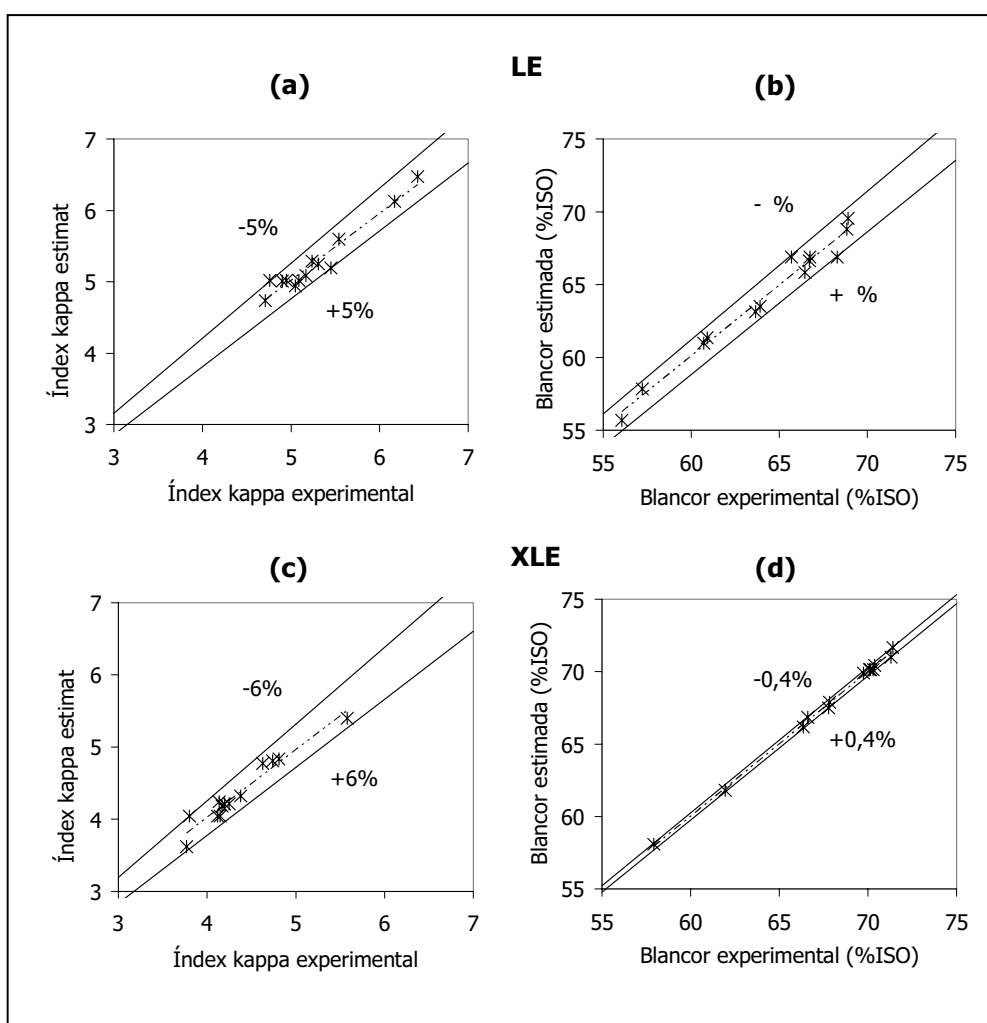 LE
(a)
Índex kappa estimat
7
6
5
4
3
-5%
+5%
3 4 5 6 7
Índex kappa experimental
(b)
Blancor estimada (%ISO)
75
70
65
60
55
- %
+ %
55 60 65 70 75
Blancor experimental (%ISO)
XLE
(c)
Índex kappa estimat
7
6
5
4
3
-6%
+6%
3 4 5 6 7
Índex kappa experimental
(d)
Blancor estimada (%ISO)
75
70
65
60
55
-0,4%
+0,4%
55 60 65 70 75
Blancor experimental (%ISO)